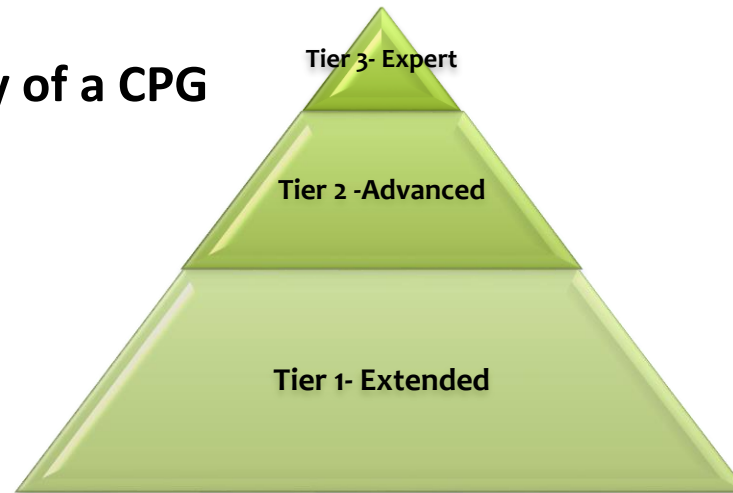 of a CPG
Tier 3- Expert
Tier 2 -Advanced
Tier 1- Extended